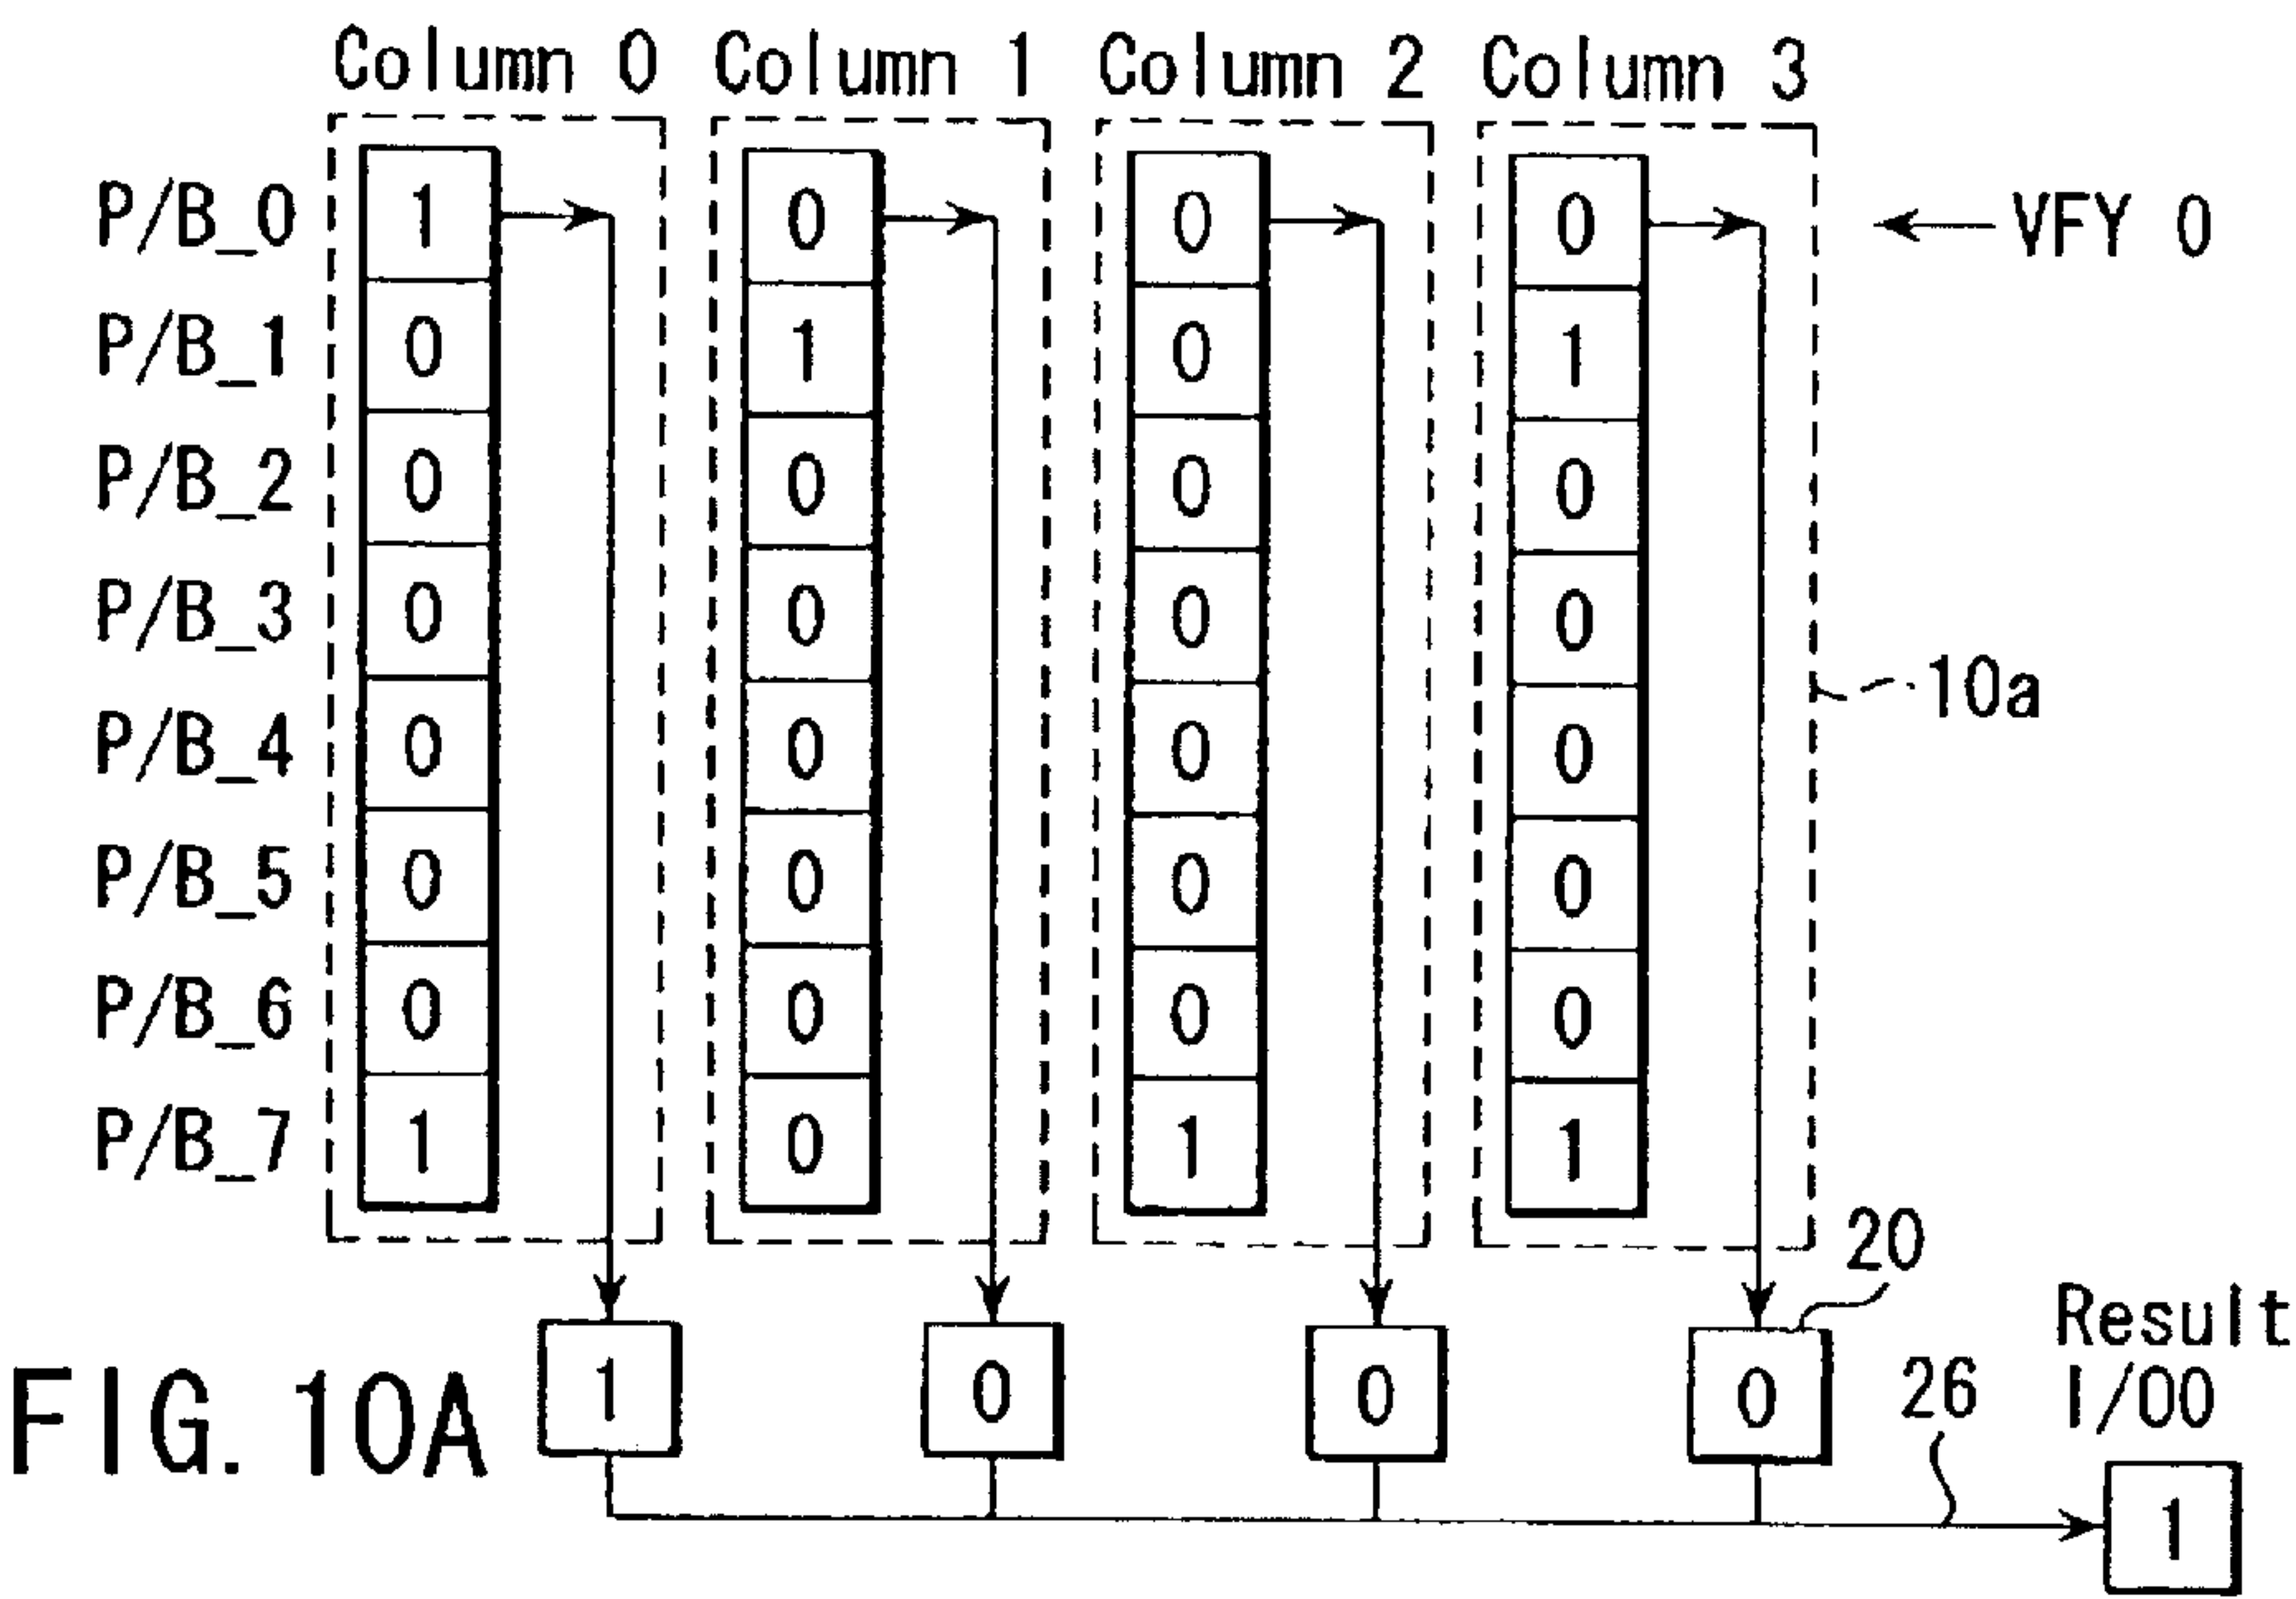 Column 0 Column 1 Column 2 Column 3
P/B_0 1 0 0 0 VFY 0
P/B_1 0 1 0 1
P/B_2 0 0 0 0
P/B_3 0 0 0 0
10a
P/B_4 0 0 0 0
P/B_5 0 0 0 0
P/B_6 0 0 0 0
P/B_7 1 0 1 1
20
Result
1 0 0 0 26 I/O0
FIG. 10A
1